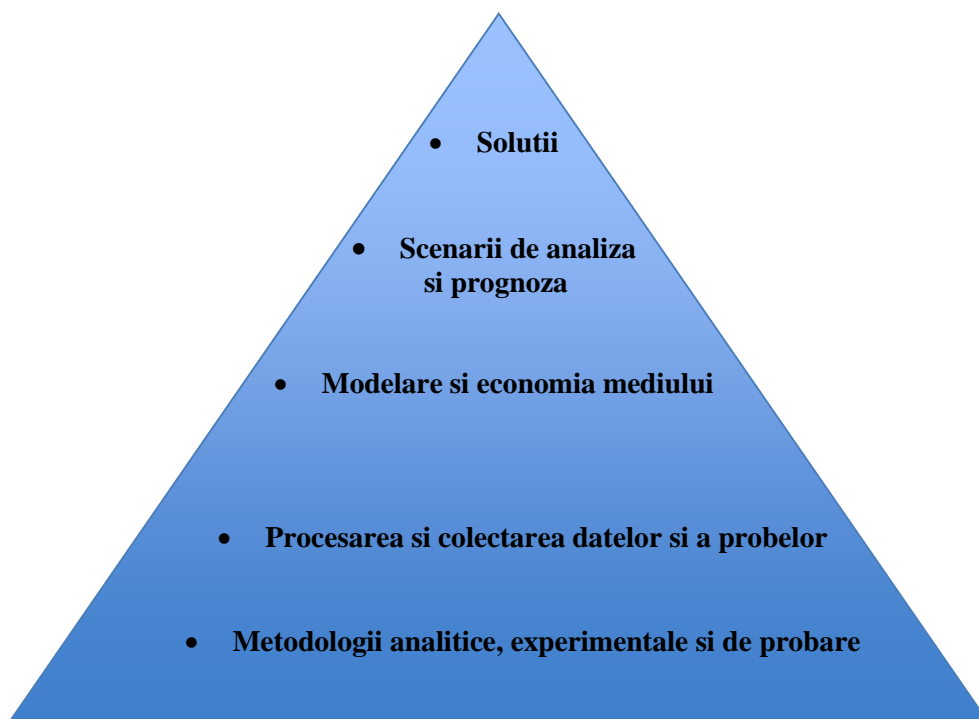 • Solutii
• Scenarii de analiza
si prognoza
• Modelare si economia mediului
• Procesarea si colectarea datelor si a probelor
• Metodologii analitice, experimentale si de probare